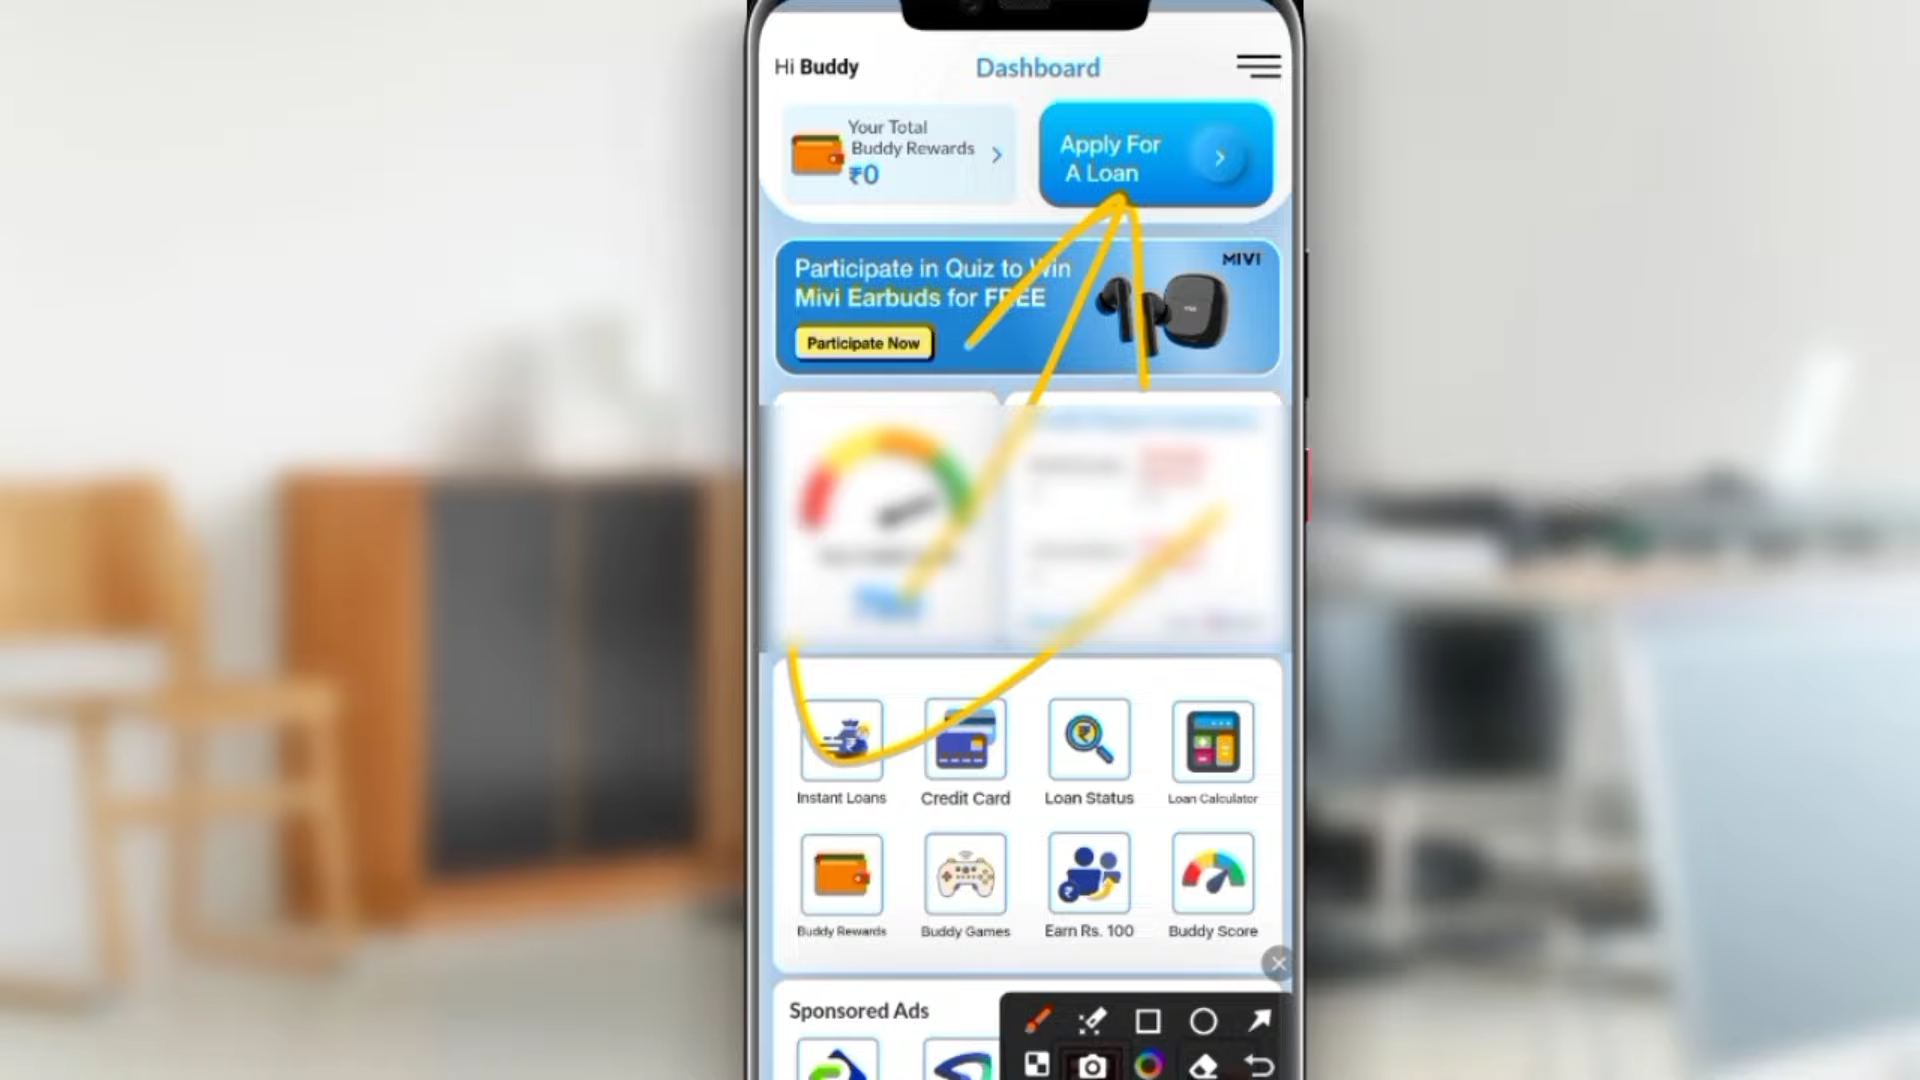 Hi Buddy
Dashboard
Your Total
Buddy Rewards
₹0
Apply For
A Loan
Participate in Quiz to Win
Mivi Earbuds for FREE
Participate Now
MIVI
Instant Loans
Credit Card
Loan Status
Loan Calculator
Buddy Rewards
Buddy Games
Earn Rs. 100
Buddy Score
Sponsored Ads